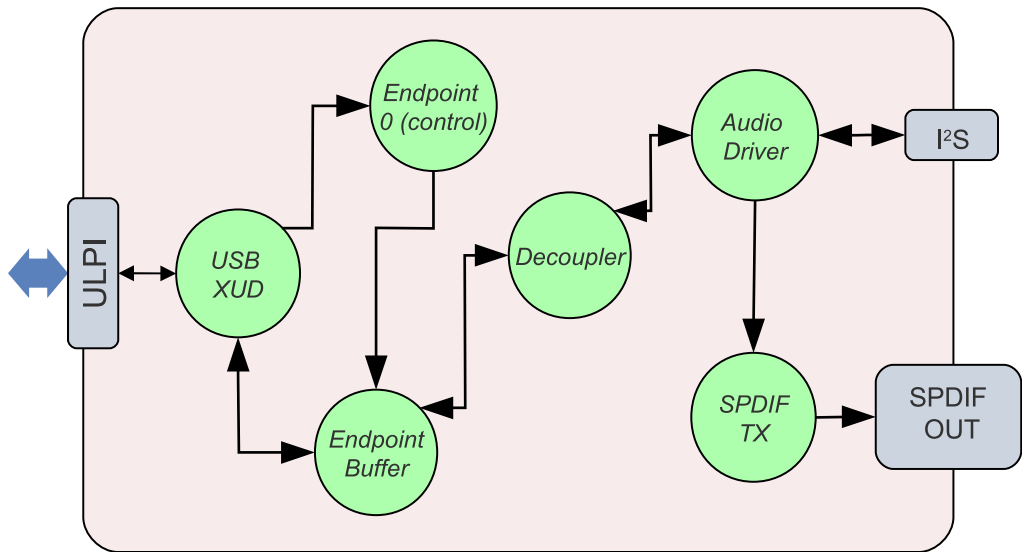 Endpoint
0 (control)
Audio
Driver
I²S
ULPI
USB
XUD
Decoupler
SPDIF
TX
SPDIF
OUT
Endpoint
Buffer